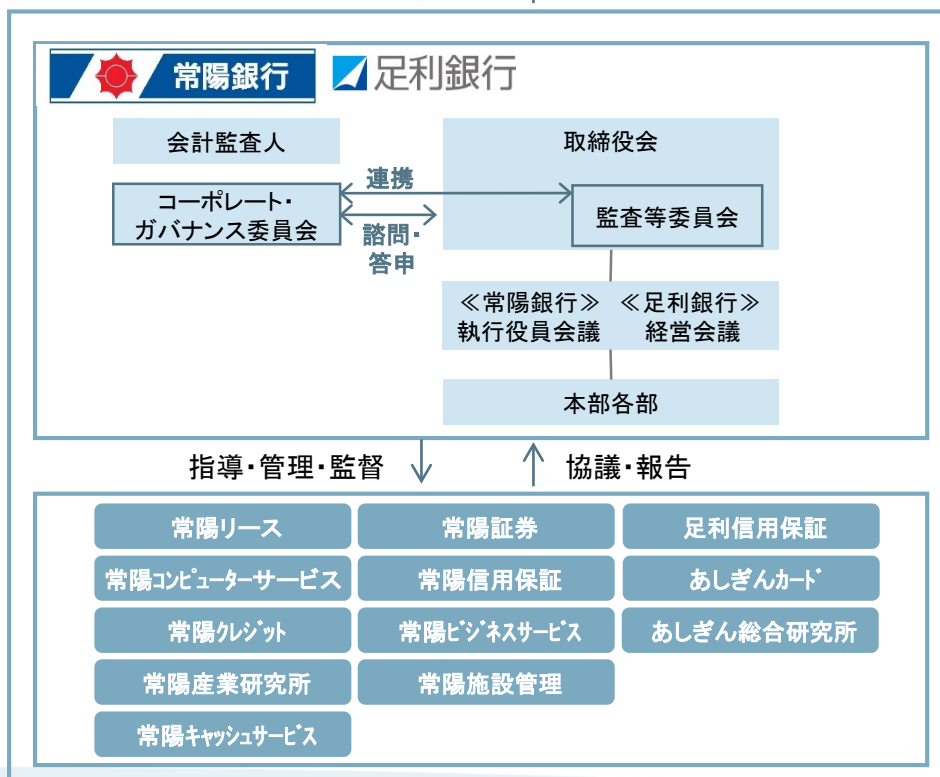 常陽銀行
足利銀行
会計監査人
取締役会
連携
コーポレート・
ガバナンス委員会
監査等委員会
諮問・
答申
≪常陽銀行≫
執行役員会議
≪足利銀行≫
経営会議
本部各部
指導・管理・監督
協議・報告
常陽リース
常陽証券
足利信用保証
常陽ｺﾝﾋﾟｭｰﾀｰサービス
常陽信用保証
あしぎんｶｰﾄﾞ
常陽ｸﾚｼﾞｯﾄ
常陽ﾋﾞｼﾞﾈｽサービス
あしぎん総合研究所
常陽産業研究所
常陽施設管理
常陽ｷｬｯｼｭサービス